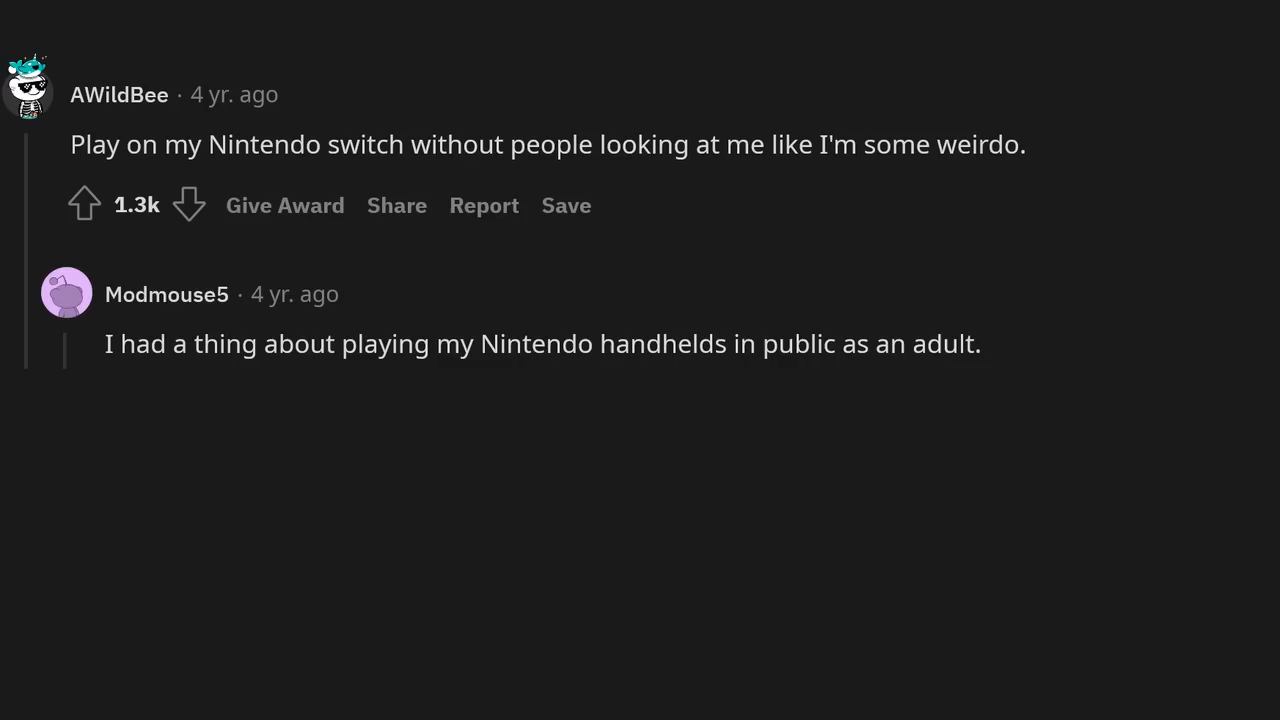 AWildBee · 4 yr. ago
Play on my Nintendo switch without people looking at me like I'm some weirdo.
1.3k Give Award Share Report Save
Modmouse5 · 4 yr. ago
I had a thing about playing my Nintendo handhelds in public as an adult.